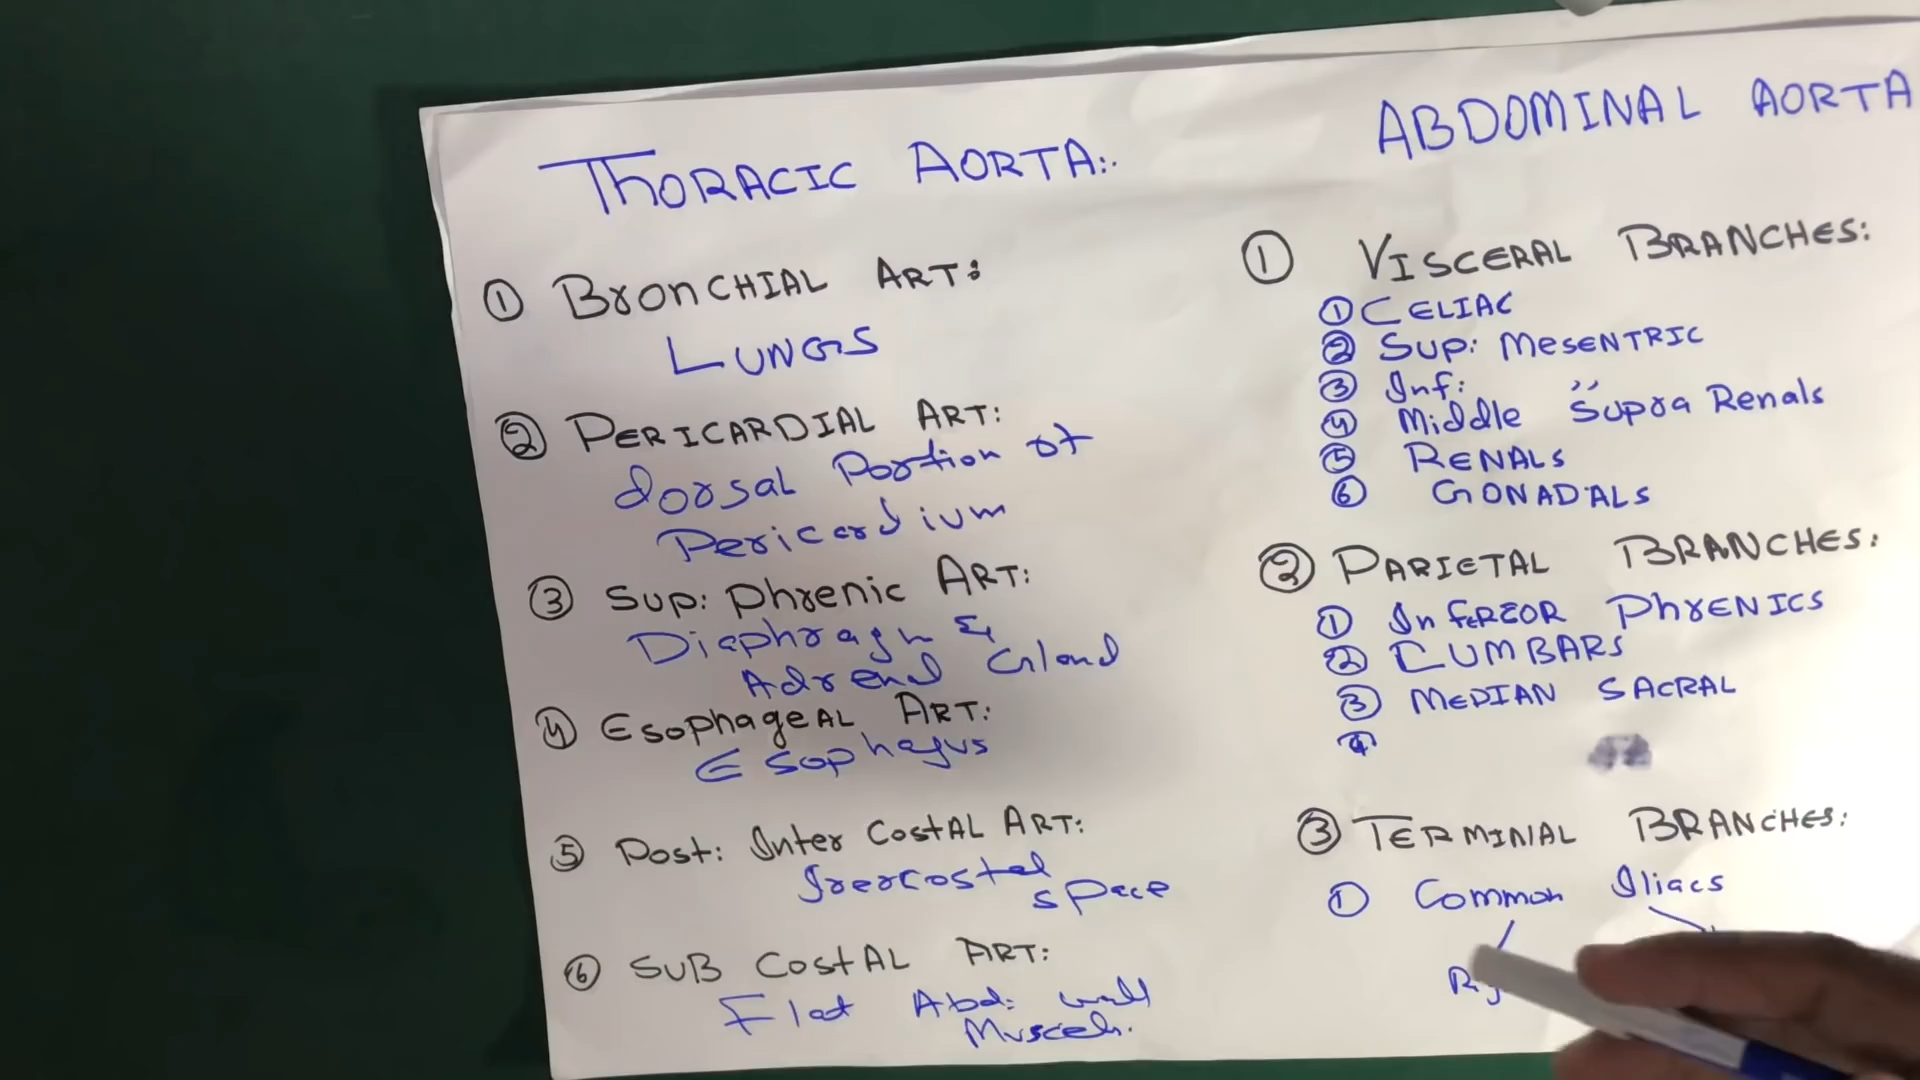 THORACIC AORTA:.
① BronCHIAL ART:
LUNGS
② PERICARDIAL ART:
dorsal Portion of
Pericardium
③ Sup: Phrenic ART:
Diaphragm &
Adrenal Gland
④ EsophageAL ART:
Esophagus
⑤ Post: Inter CostAL ART:
space
⑥ SUB COSTAL ART:
Flat Abd: wall
ABDOMINAL AORTA
① VISCERAL BRANCHES:
① CELIAC
② Sup: MESENTRIC
③ Inf: ,,
④ Middle Supra Renals
⑤ RENALS
⑥ GONADALS
② PARIETAL BRANCHES:
① InFEREOR PhrENICS
② LUMBARS
③ MEDIAN SACRAL
④
③ TERMINAL BRANCHES:
① Common Iliacs